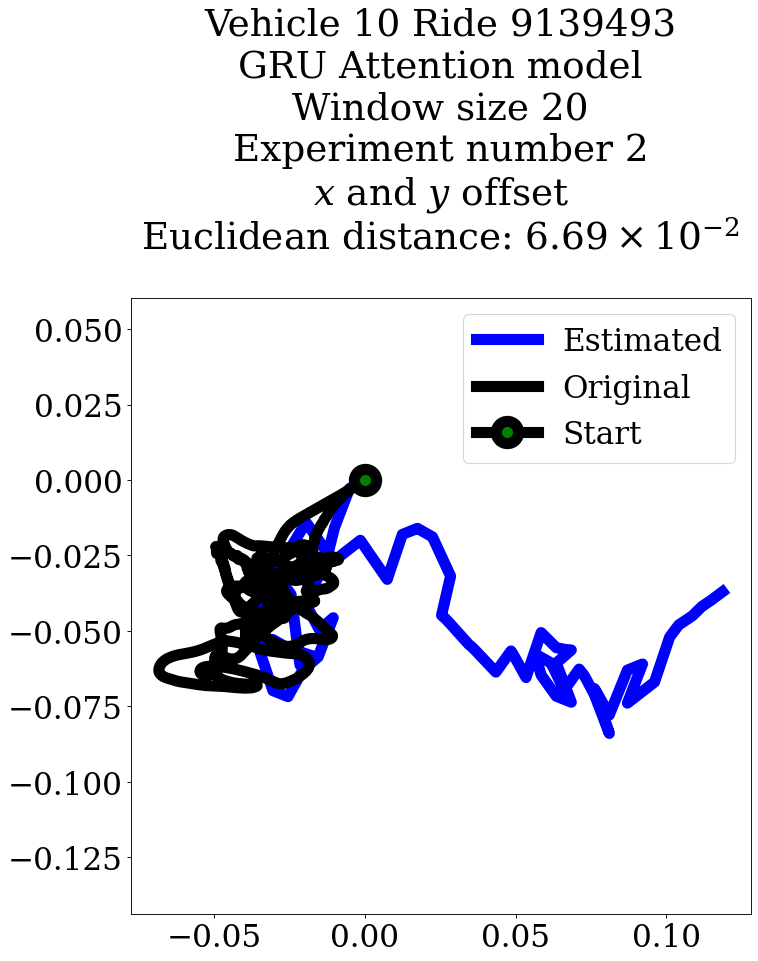 Vehicle 10 Ride 9139493
GRU Attention model
Window size 20
Experiment number 2
x and y offset
Euclidean distance: 6.69 × 10⁻²
Estimated
Original
Start
0.050
0.025
0.000
−0.025
−0.050
−0.075
−0.100
−0.125
−0.05 0.00 0.05 0.10